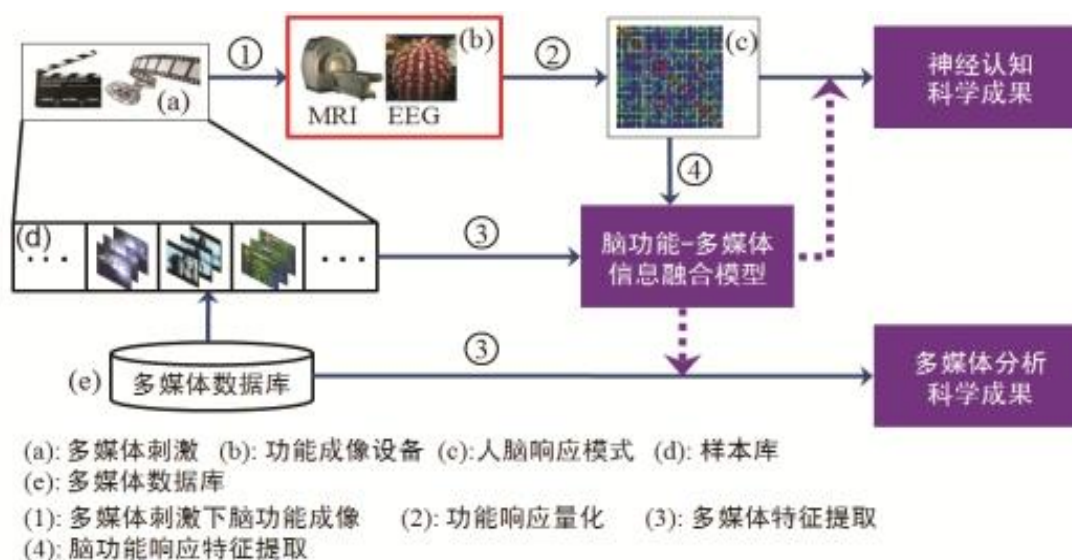 ① (b) ② (c) 神经认知
科学成果
(a) MRI EEG
④
(d) ... ... ③ 脑功能-多媒体
信息融合模型
③
(e) 多媒体数据库 多媒体分析
科学成果
(a): 多媒体刺激 (b): 功能成像设备 (c):人脑响应模式 (d): 样本库
(e): 多媒体数据库
(1): 多媒体刺激下脑功能成像 (2): 功能响应量化 (3): 多媒体特征提取
(4): 脑功能响应特征提取